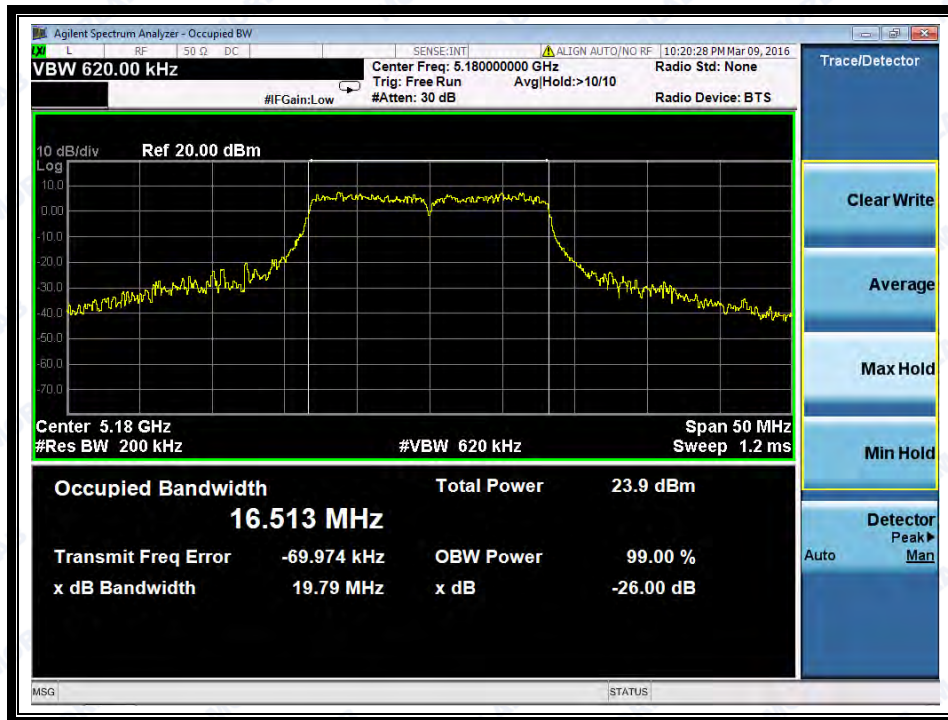 Agilent Spectrum Analyzer - Occupied BW
LXI L RF 50 Ω DC SENSE:INT ALIGN AUTO/NO RF 10:20:28 PM Mar 09, 2016
VBW 620.00 kHz
Center Freq: 5.180000000 GHz Radio Std: None
Trig: Free Run Avg|Hold:>10/10
#IFGain:Low #Atten: 30 dB Radio Device: BTS
10 dB/div Ref 20.00 dBm
Log
10.0
0.00
-10.0
-20.0
-30.0
-40.0
-50.0
-60.0
-70.0
Center 5.18 GHz Span 50 MHz
#Res BW 200 kHz #VBW 620 kHz Sweep 1.2 ms
Occupied Bandwidth Total Power 23.9 dBm
16.513 MHz
Transmit Freq Error -69.974 kHz OBW Power 99.00 %
x dB Bandwidth 19.79 MHz x dB -26.00 dB
MSG STATUS
Trace/Detector
Clear Write
Average
Max Hold
Min Hold
Detector
Peak▶
Auto Man